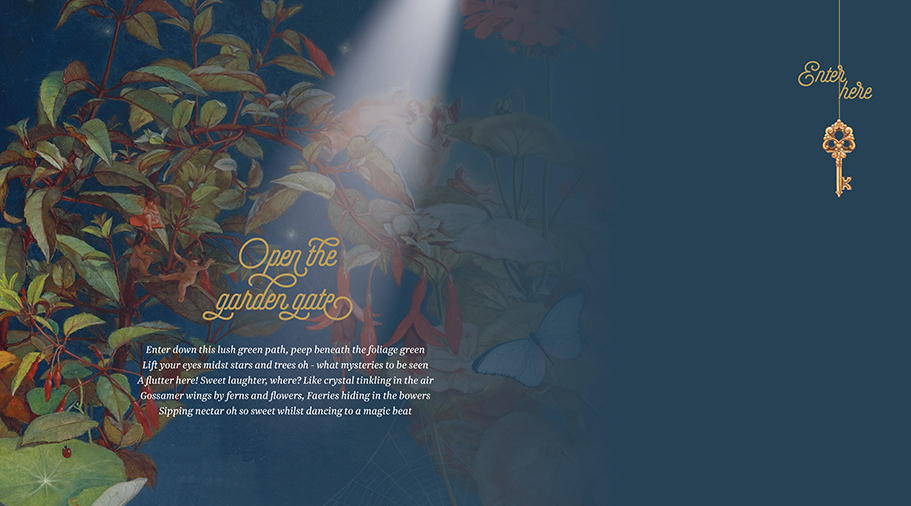 Enter
here
Open the
garden gate
Enter down this lush green path, peep beneath the foliage green
Lift your eyes midst stars and trees oh - what mysteries to be seen
A flutter here! Sweet laughter, where? Like crystal tinkling in the air
Gossamer wings by ferns and flowers, Faeries hiding in the bowers
Sipping nectar oh so sweet whilst dancing to a magic beat